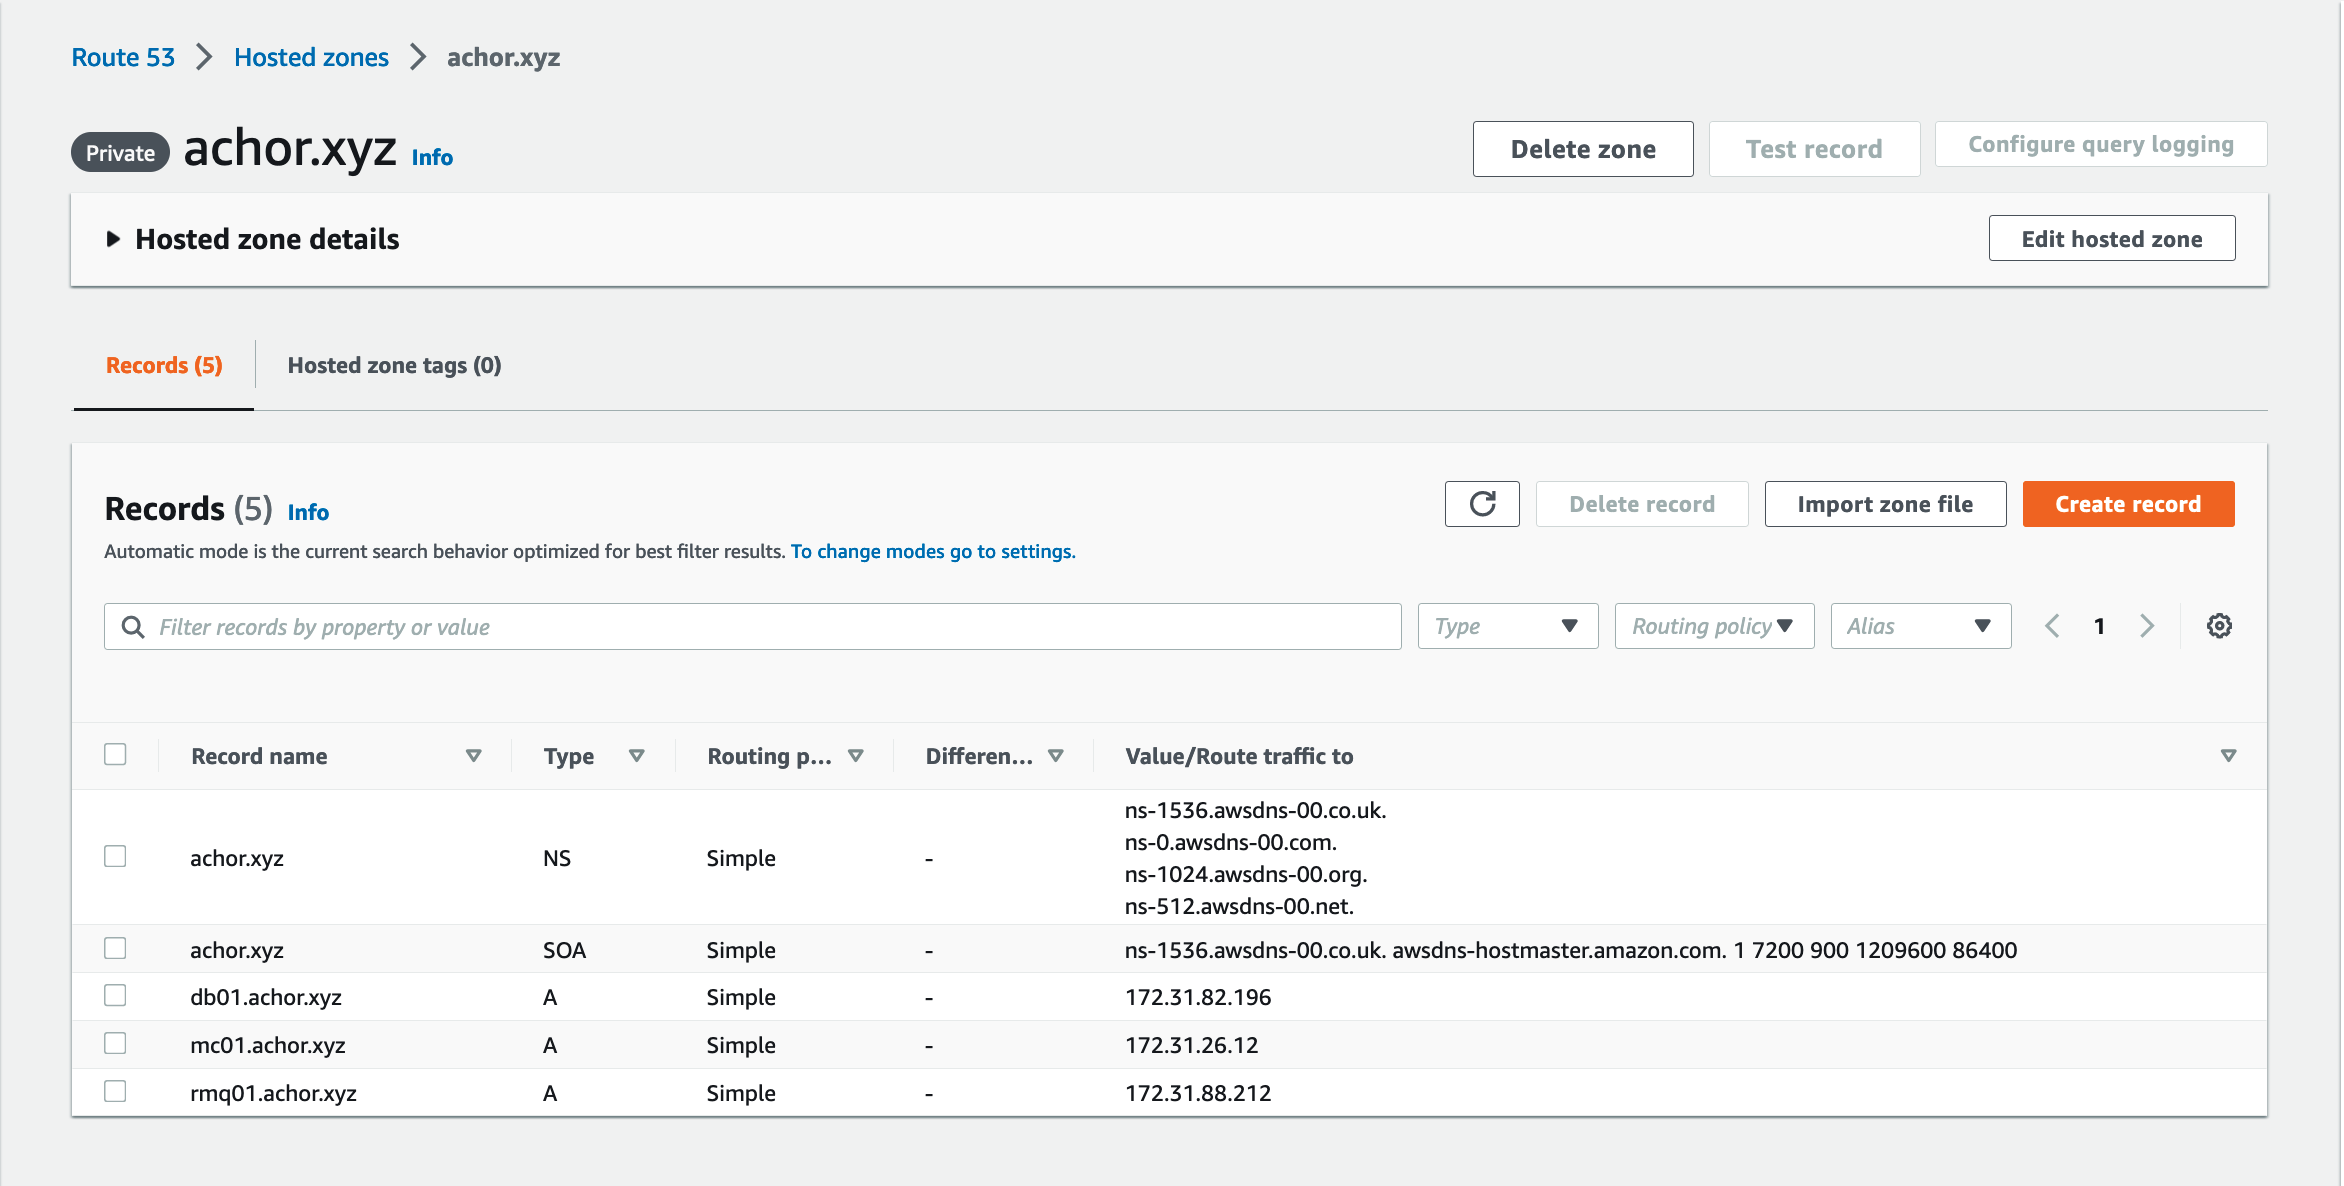 Route 53 Hosted zones achor.xyz
Private achor.xyz Info Delete zone Test record Configure query logging
Hosted zone details Edit hosted zone
Records (5) Hosted zone tags (0)
Records (5) Info Delete record Import zone file Create record
Automatic mode is the current search behavior optimized for best filter results. To change modes go to settings.
Filter records by property or value Type Routing policy Alias 1
Record name Type Routing p... Differen... Value/Route traffic to
ns-1536.awsdns-00.co.uk.
ns-0.awsdns-00.com.
achor.xyz NS Simple -
ns-1024.awsdns-00.org.
ns-512.awsdns-00.net.
achor.xyz SOA Simple - ns-1536.awsdns-00.co.uk. awsdns-hostmaster.amazon.com. 1 7200 900 1209600 86400
db01.achor.xyz A Simple - 172.31.82.196
mc01.achor.xyz A Simple - 172.31.26.12
rmq01.achor.xyz A Simple - 172.31.88.212